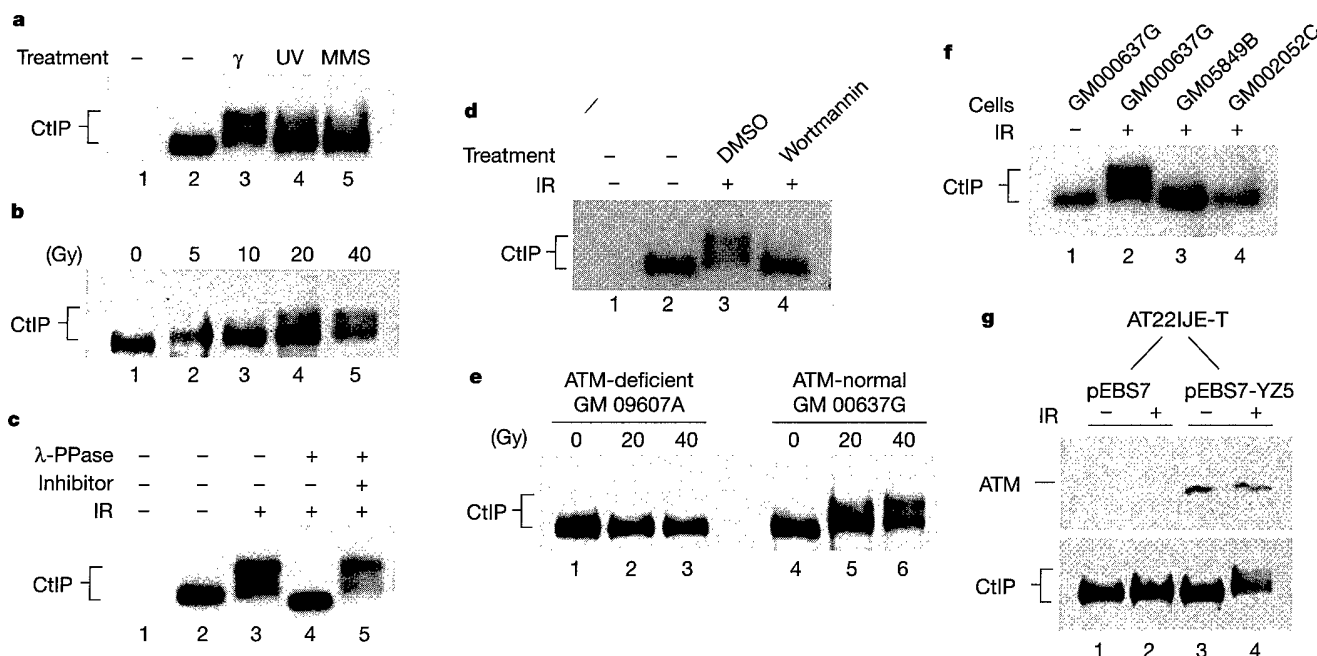 a
Treatment – – γ UV MMS
CtIP
1 2 3 4 5
b
(Gy) 0 5 10 20 40
CtIP
1 2 3 4 5
c
λ-PPase – – – + +
Inhibitor – – – – +
IR – – + + +
CtIP
1 2 3 4 5
d
Treatment – – DMSO Wortmannin
IR – – + +
CtIP
1 2 3 4
e
ATM-deficient ATM-normal
GM 09607A GM 00637G
(Gy) 0 20 40 0 20 40
CtIP
1 2 3 4 5 6
f
Cells GM000637G GM000637G GM05849B GM002052C
IR – + + +
CtIP
1 2 3 4
g
AT22IJE-T
pEBS7 pEBS7-YZ5
IR – + – +
ATM
CtIP
1 2 3 4